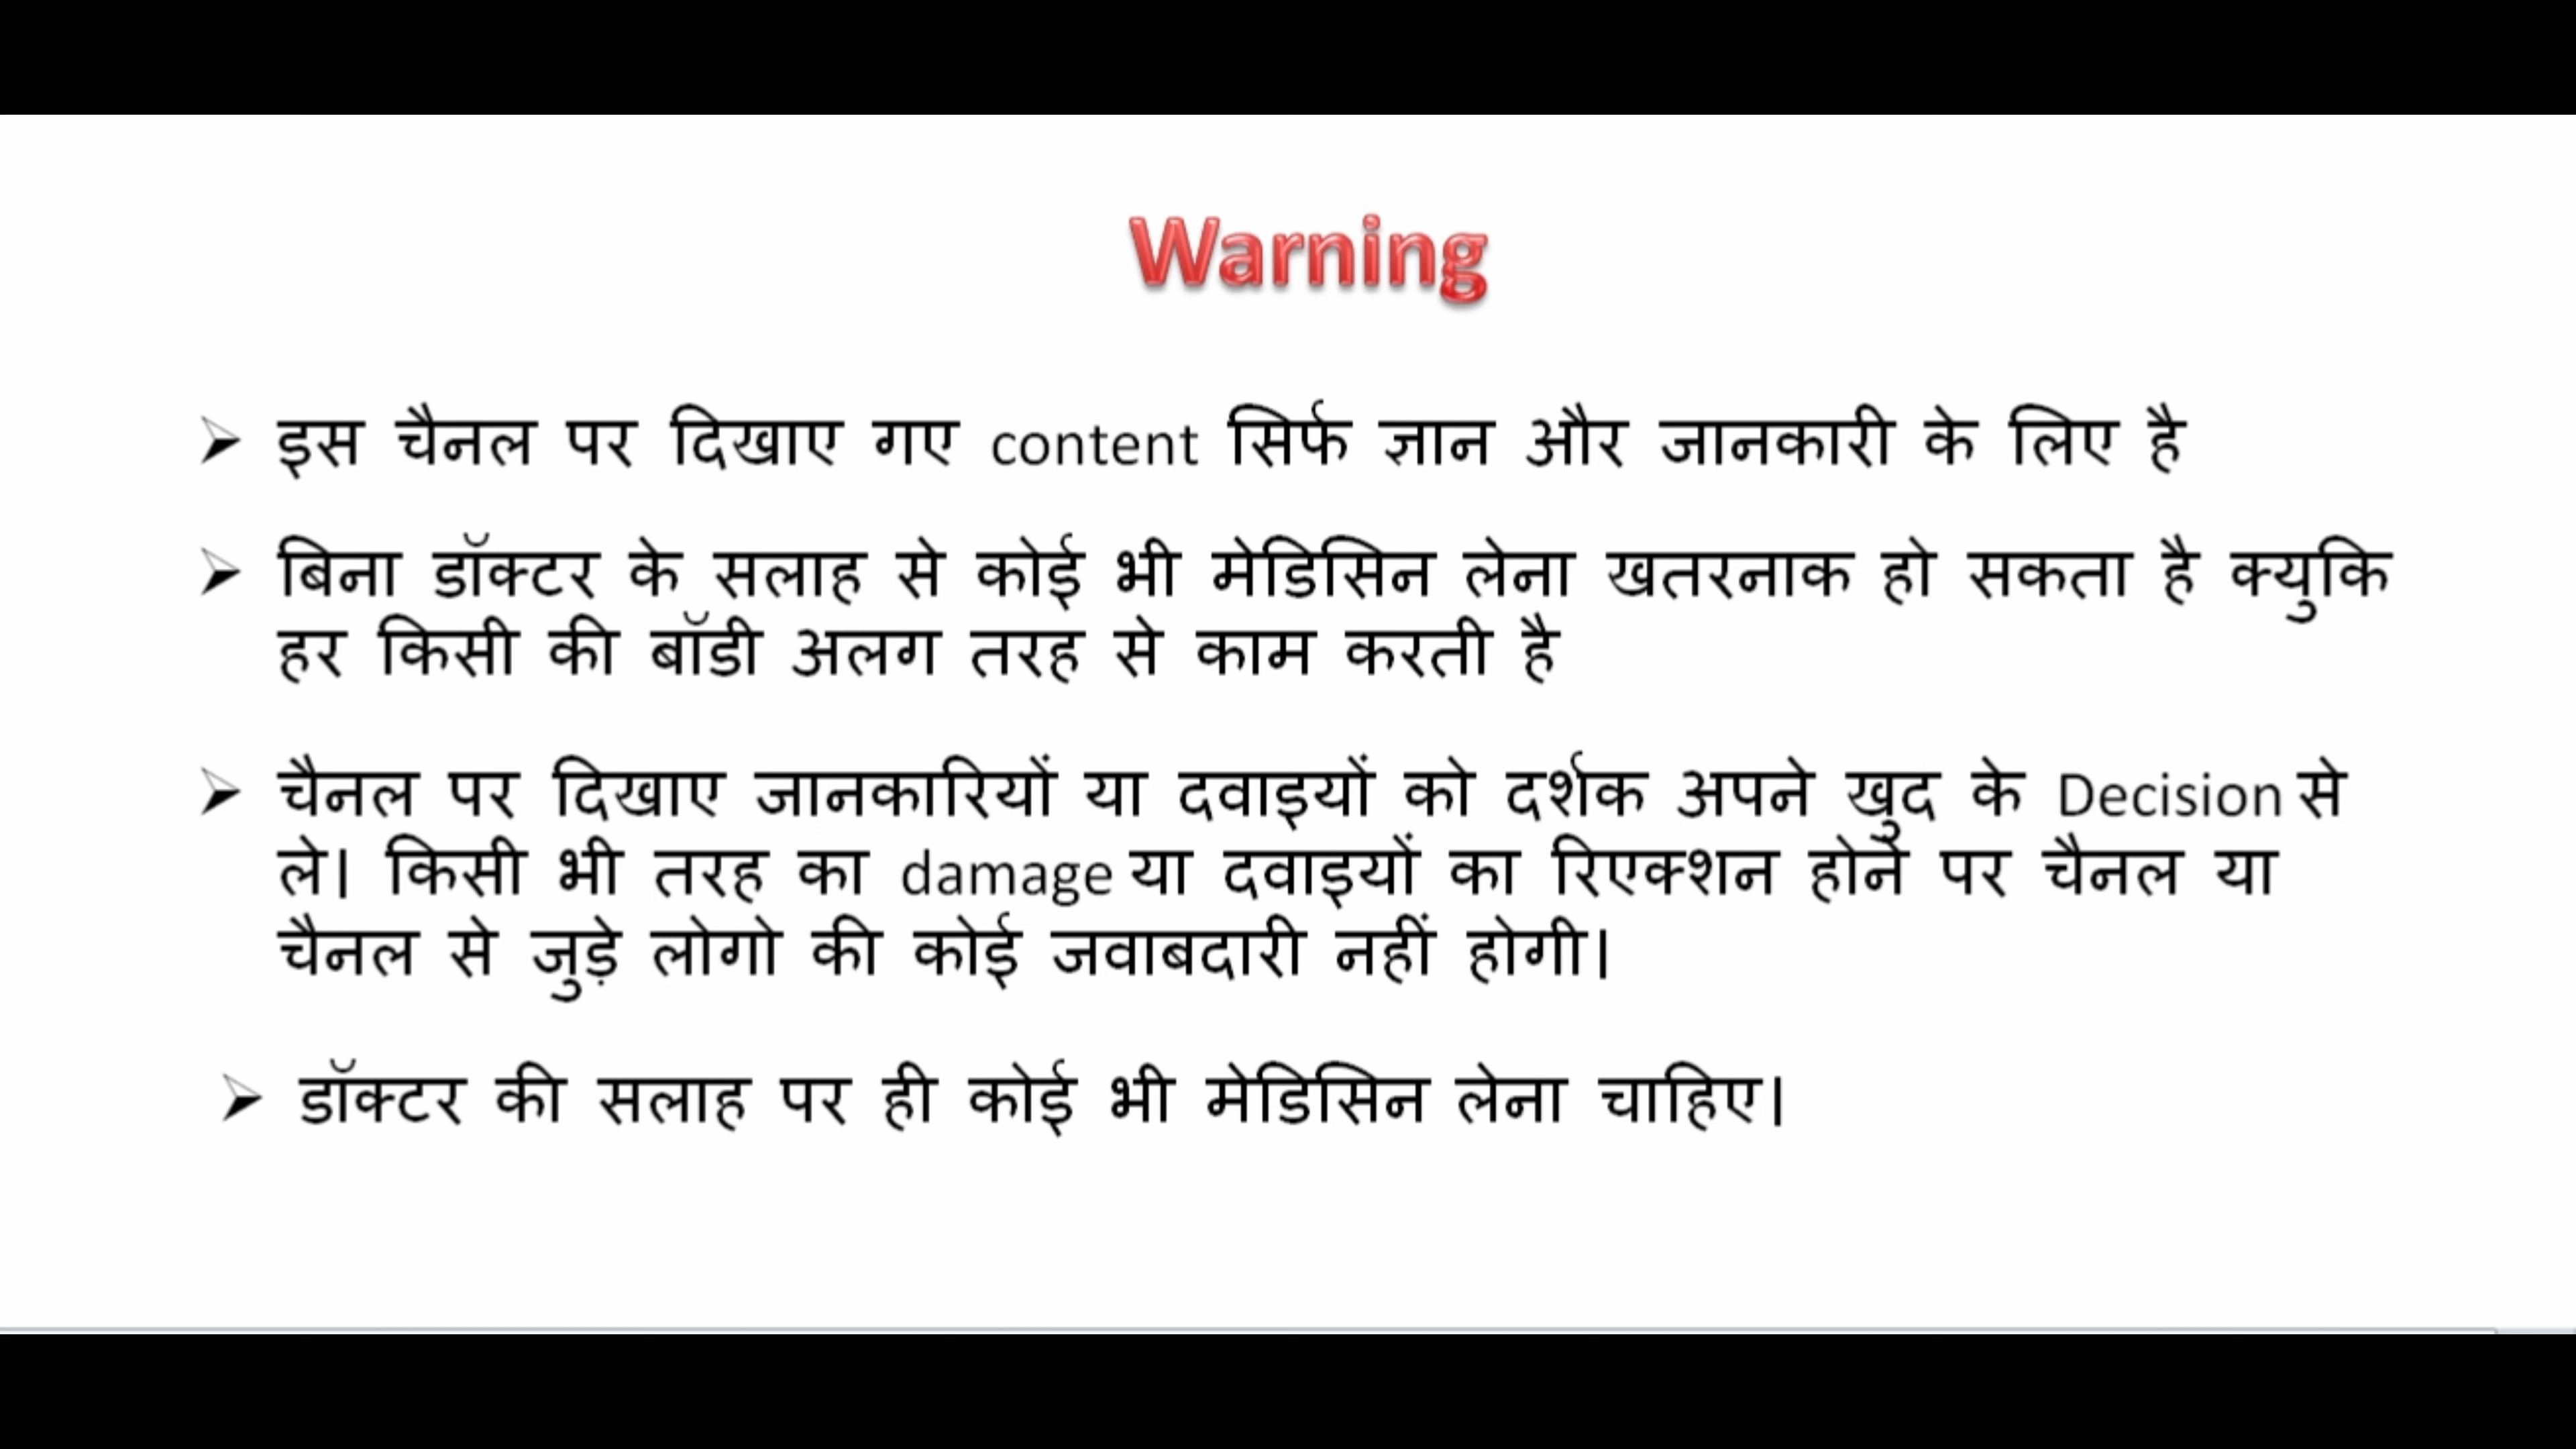 Warning
इस चैनल पर दिखाए गए content सिर्फ ज्ञान और जानकारी के लिए है
बिना डॉक्टर के सलाह से कोई भी मेडिसिन लेना खतरनाक हो सकता है क्युकि
हर किसी की बॉडी अलग तरह से काम करती है
चैनल पर दिखाए जानकारियों या दवाइयों को दर्शक अपने खुद के Decision से
ले। किसी भी तरह का damage या दवाइयों का रिएक्शन होने पर चैनल या
चैनल से जुड़े लोगो की कोई जवाबदारी नहीं होगी।
डॉक्टर की सलाह पर ही कोई भी मेडिसिन लेना चाहिए।